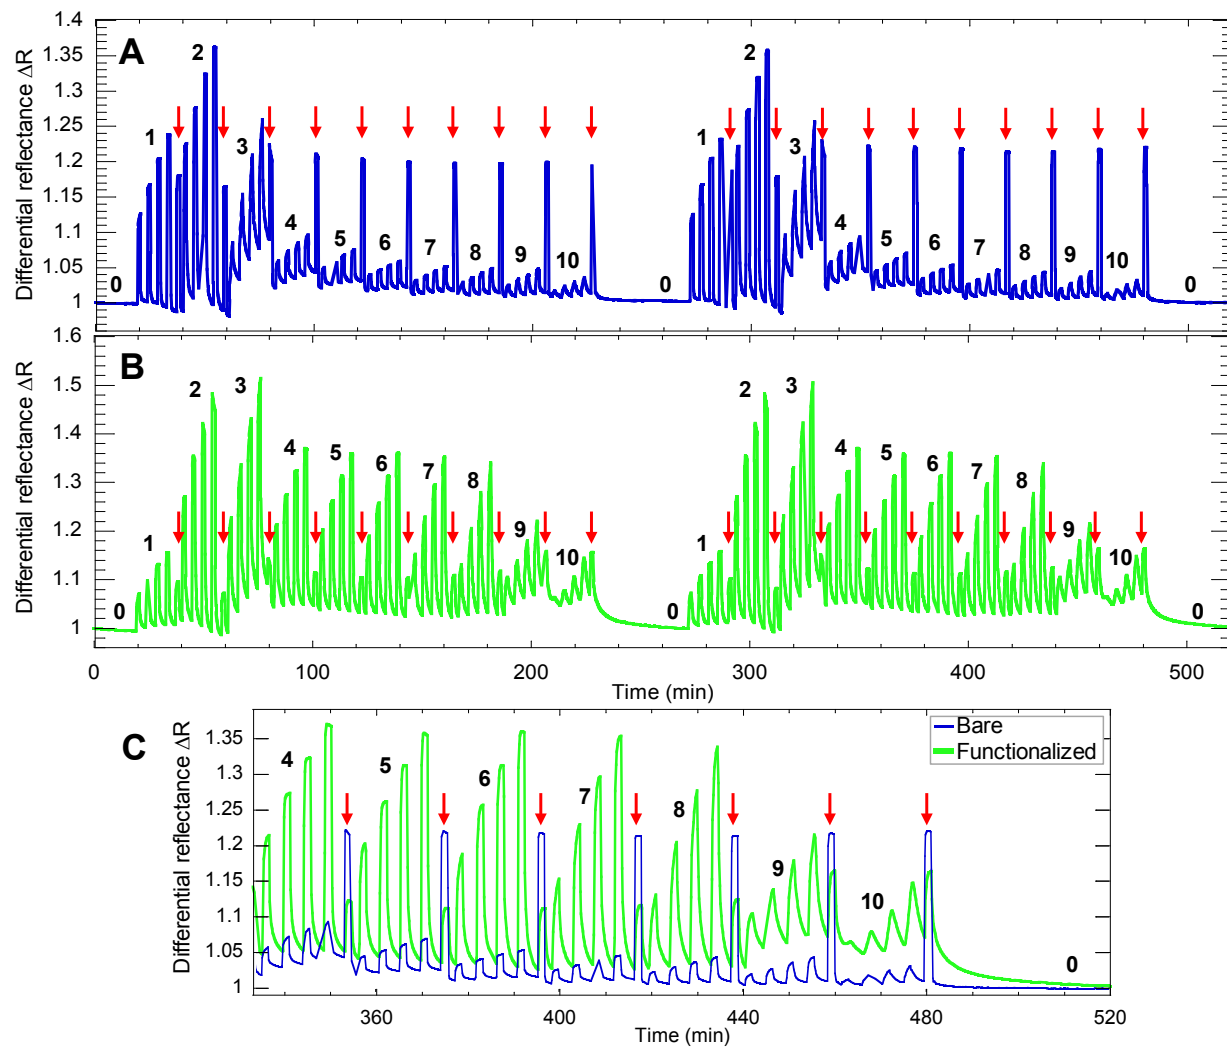 A
Differential reflectance ΔR
1.4
1.35
1.3
1.25
1.2
1.15
1.1
1.05
1
0 1 2 3 4 5 6 7 8 9 10 0 1 2 3 4 5 6 7 8 9 10 0
B
Differential reflectance ΔR
1.6
1.5
1.4
1.3
1.2
1.1
1
0 1 2 3 4 5 6 7 8 9 10 0 1 2 3 4 5 6 7 8 9 10 0
0 100 200 300 400 500
Time (min)
C
Differential reflectance ΔR
1.35
1.3
1.25
1.2
1.15
1.1
1.05
1
Bare
Functionalized
4 5 6 7 8 9 10 0
360 400 440 480 520
Time (min)